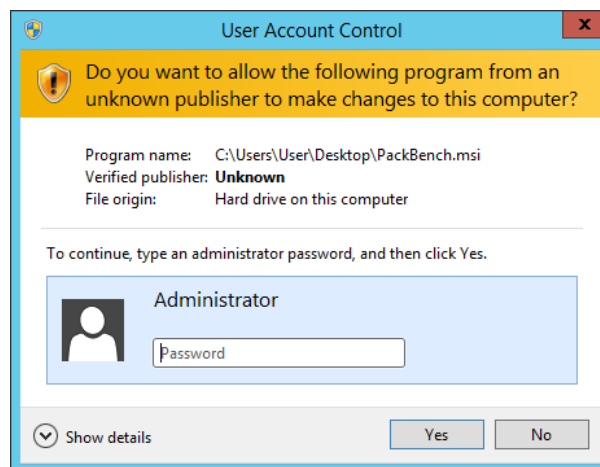 User Account Control
x
Do you want to allow the following program from an
unknown publisher to make changes to this computer?
Program name: C:\Users\User\Desktop\PackBench.msi
Verified publisher: Unknown
File origin: Hard drive on this computer
To continue, type an administrator password, and then click Yes.
Administrator
Password
Show details
Yes
No